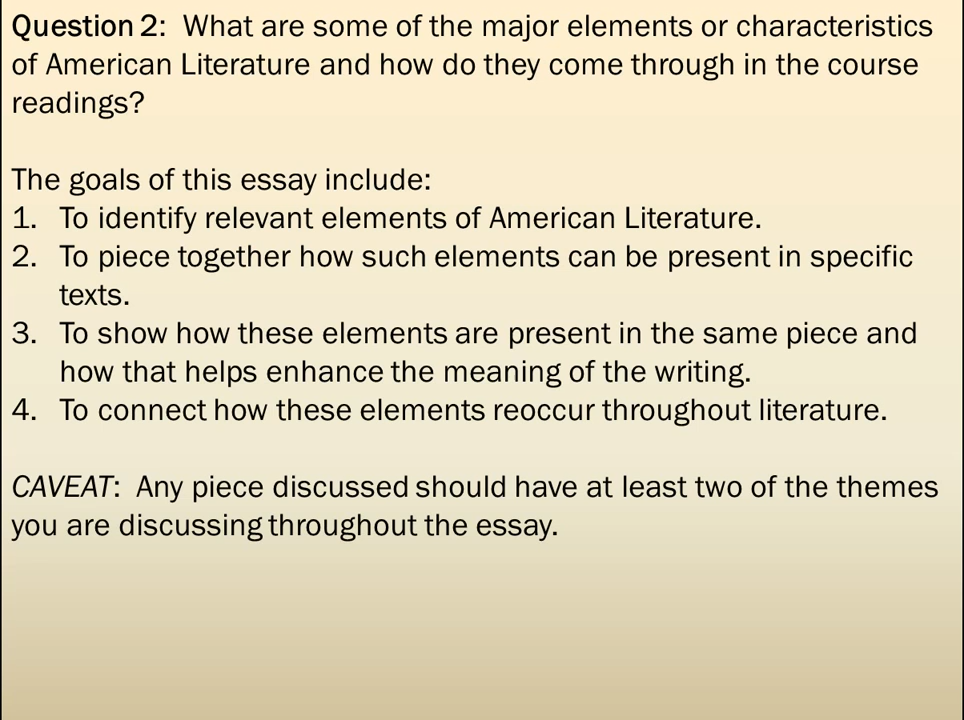 Question 2:  What are some of the major elements or characteristics
of American Literature and how do they come through in the course
readings?
The goals of this essay include:
1. To identify relevant elements of American Literature.
2. To piece together how such elements can be present in specific
texts.
3. To show how these elements are present in the same piece and
how that helps enhance the meaning of the writing.
4. To connect how these elements reoccur throughout literature.
CAVEAT:  Any piece discussed should have at least two of the themes
you are discussing throughout the essay.